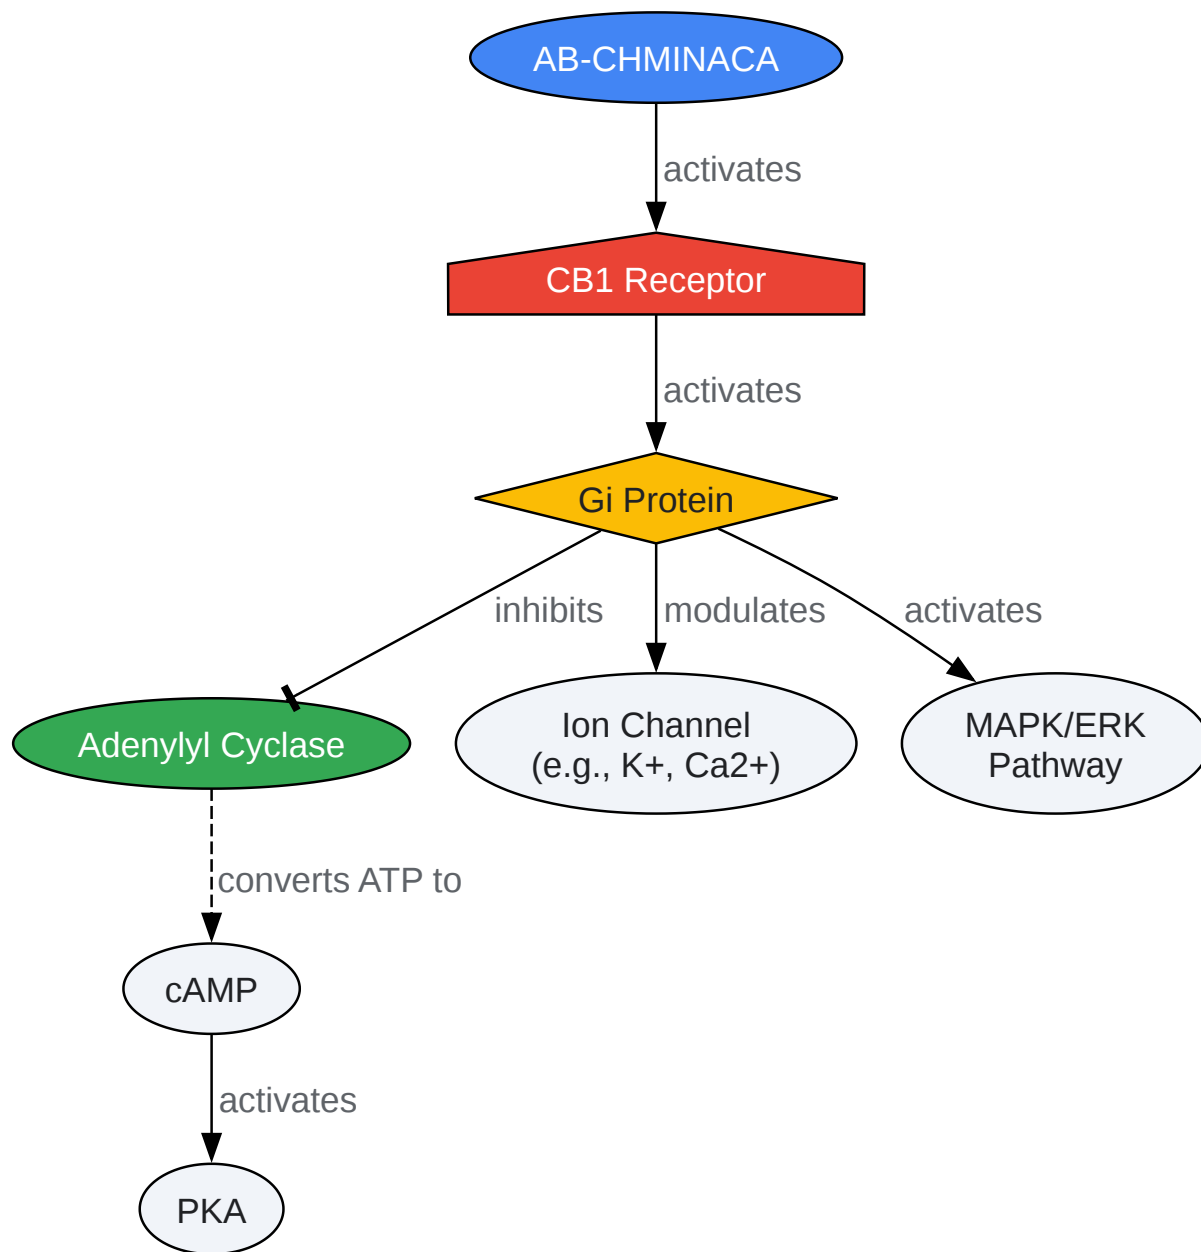 AB-CHMINACA
activates
CB1 Receptor
activates
Gi Protein
inhibits
modulates
activates
Adenylyl Cyclase
Ion Channel
(e.g., K+, Ca2+)
MAPK/ERK
Pathway
converts ATP to
cAMP
activates
PKA